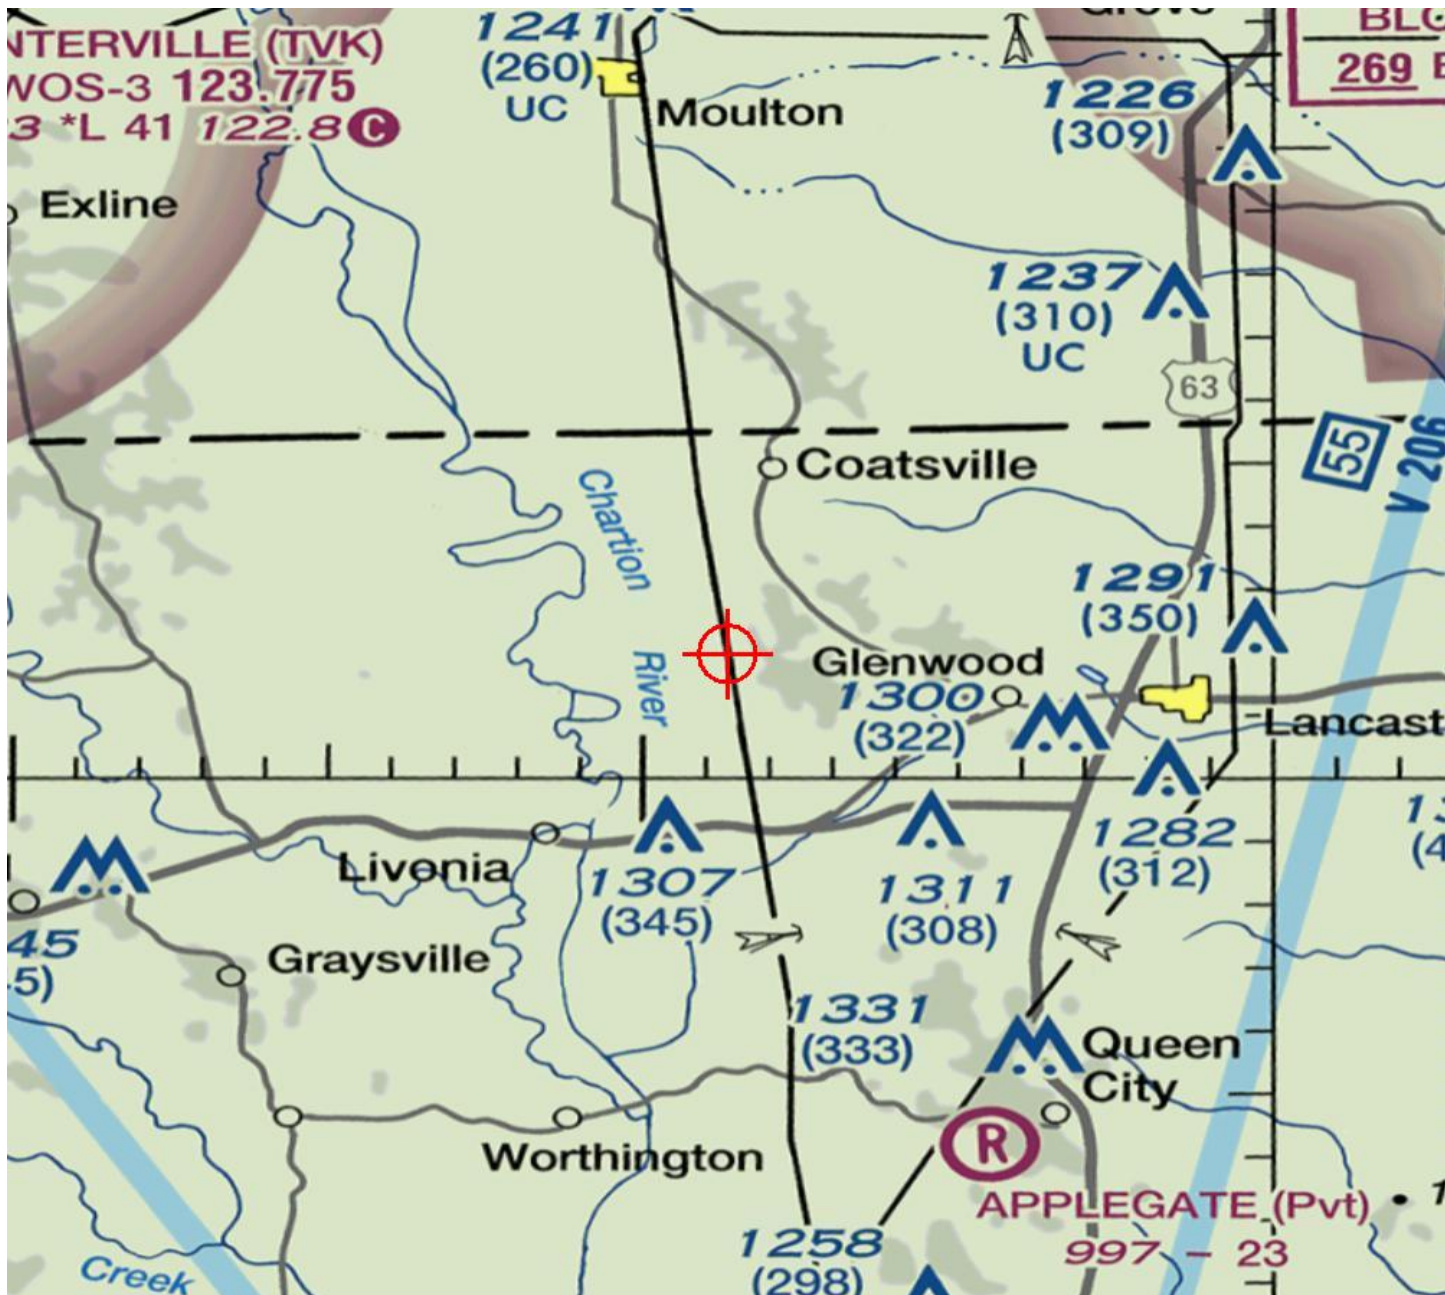 NTERVILLE (TVK)
WOS-3 123.775
3 *L 41 122.8 C
1241
(260)
UC
Moulton
1226
(309)
269
Exline
1237
(310)
UC
63
Coatsville
55
V 206
Chartion
River
1291
(350)
Glenwood
1300
(322)
Lancast
Livonia
1307
(345)
1311
(308)
1282
(312)
45
5)
Graysville
1331
(333)
Queen
City
Worthington
R
APPLEGATE (Pvt)
997 - 23
1258
(298)
Creek